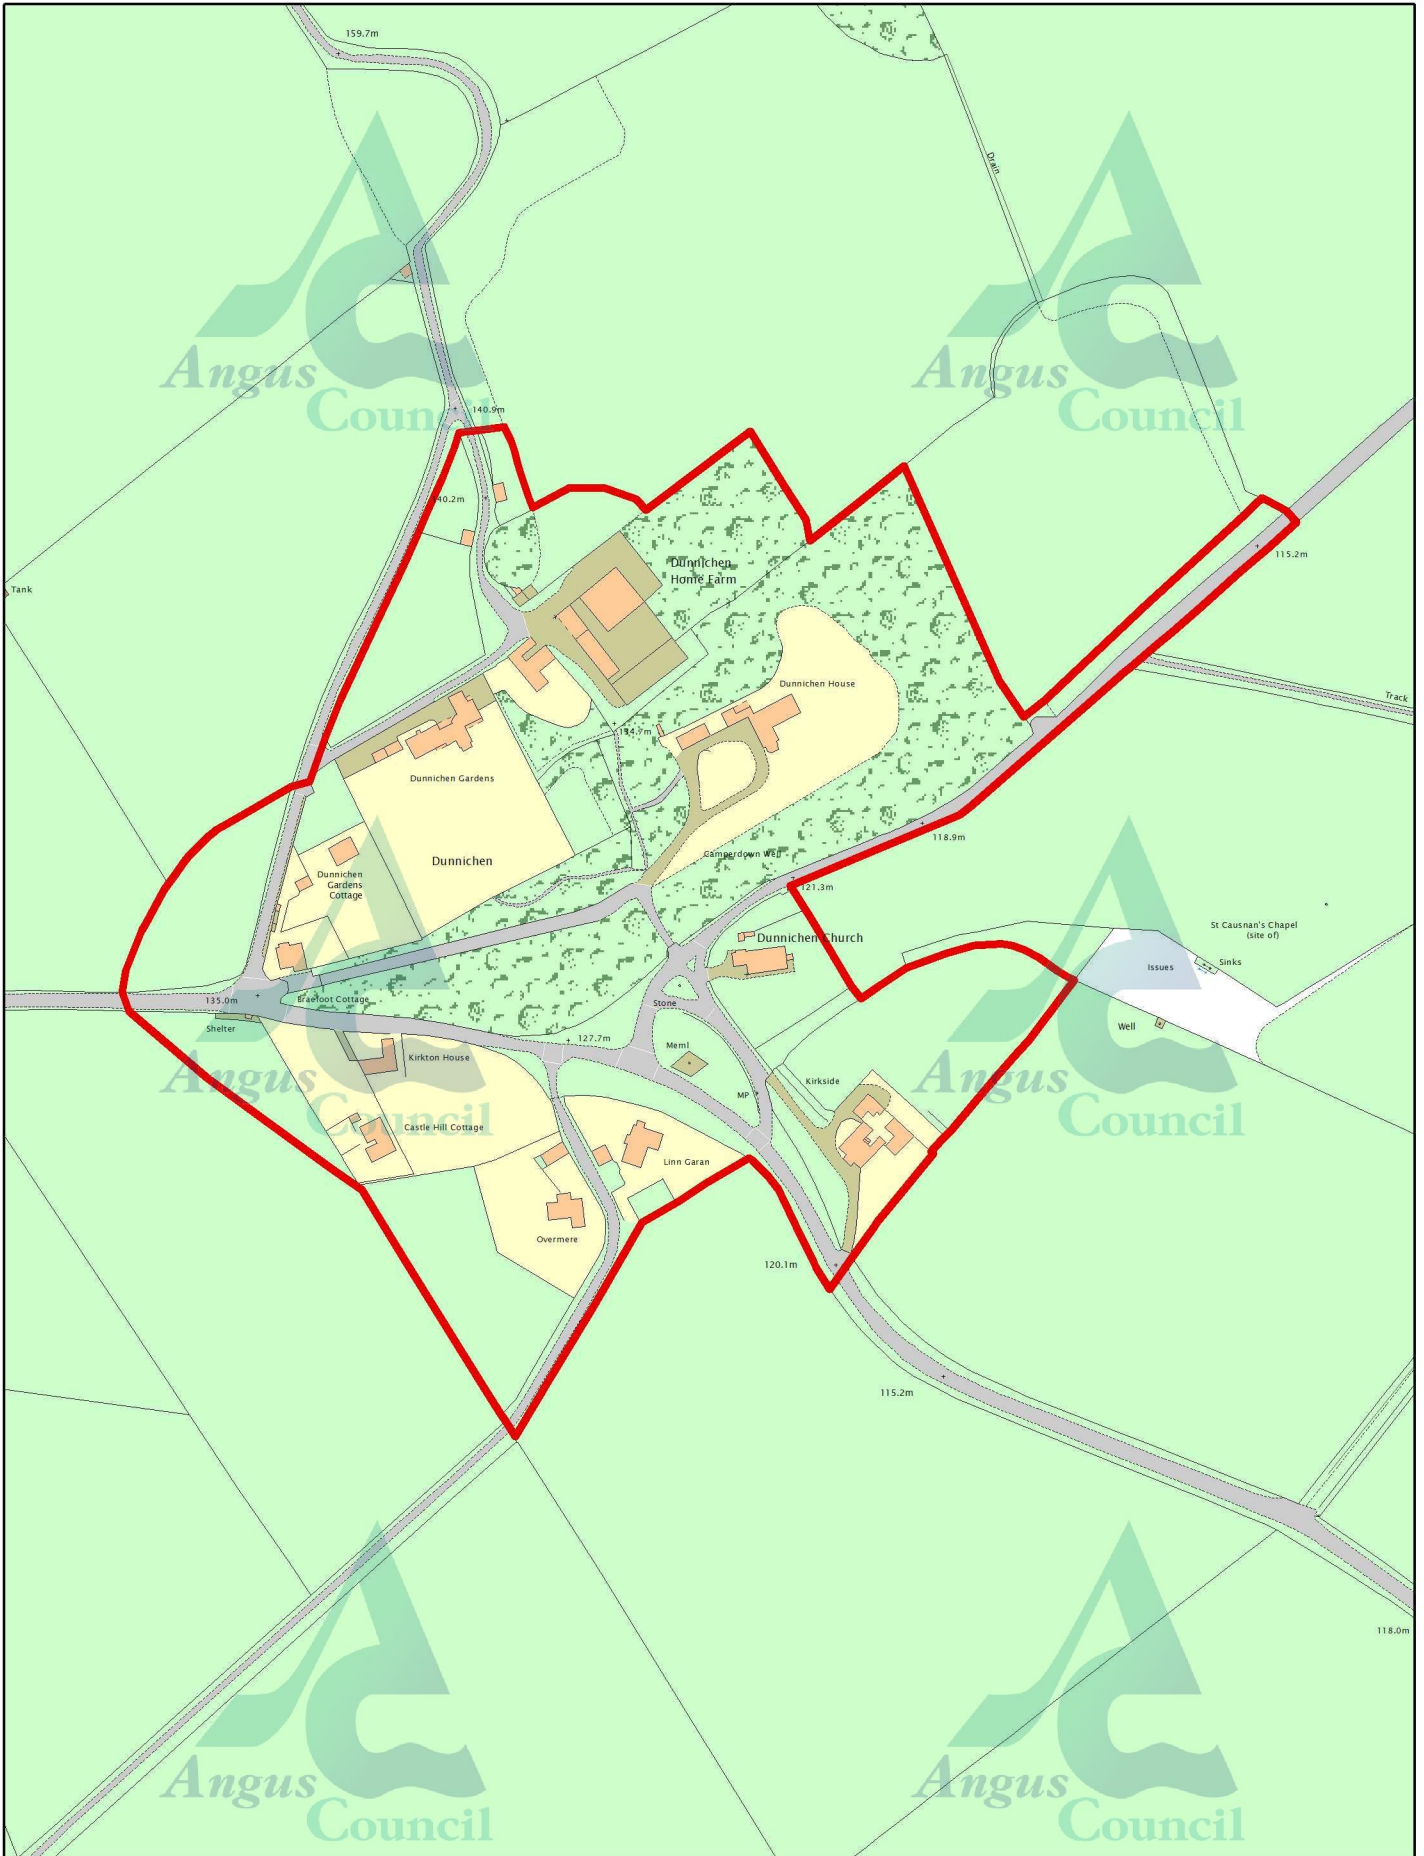 159.7m
Drain
Angus
Council
Angus
Council
140.9m
40.2m
115.2m
Dunnichen
Home Farm
Tank
Dunnichen House
Track
134.7m
Dunnichen Gardens
118.9m
Camperdown Well
Dunnichen
Dunnichen
Gardens
Cottage
121.3m
St Causnan's Chapel
(site of)
Dunnichen Church
Sinks
Issues
135.0m
Braefoot Cottage
Stone
Shelter
Well
127.7m
Meml
Kirkton House
Kirkside
MP
Angus
Council
Angus
Council
Castle Hill Cottage
Linn Garan
Overmere
120.1m
115.2m
118.0m
Angus
Council
Angus
Council